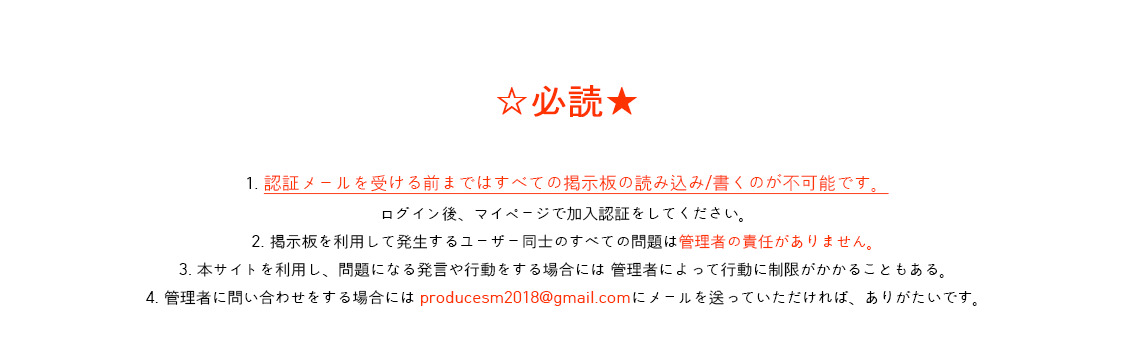 ☆必読★
1. 認証メールを受ける前まではすべての掲示板の読み込み/書くのが不可能です。
ログイン後、マイページで加入認証をしてください。
2. 掲示板を利用して発生するユーザー同士のすべての問題は管理者の責任がありません。
3. 本サイトを利用し、問題になる発言や行動をする場合には 管理者によって行動に制限がかかることもある。
4. 管理者に問い合わせをする場合には producesm2018@gmail.comにメールを送っていただければ、ありがたいです。